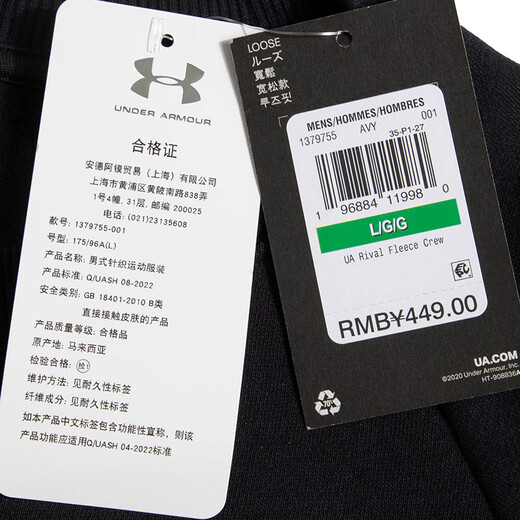 UNDER ARMOUR
合格证
安德阿镆贸易（上海）有限公司
上海市黄浦区黄陂南路838弄
1号4幢, 31层, 邮编 200025
电话：(021)23135608
款号：1379755-001
号型：175/96A(L)
产品名称：男式针织运动服装
产品标准：Q/UASH 08-2022
安全类别：GB 18401-2010 B类
直接接触皮肤的产品
产品质量等级：合格品
原产地：马来西亚
检验合格：检1
维护方法：见耐久性标签
纤维成分：见耐久性标签
如本产品中文标签包含功能性宣称，则该
产品功能应适用Q/UASH 04-2022标准
LOOSE
ルーズ
寬鬆
宽松款
루즈핏
MENS/HOMMES/HOMBRES
1379755 AVY 001
35-P1-27
1 96884 11998 0
L/G/G
UA Rival Fleece Crew
RMB¥449.00
UA.COM
©2020 Under Armour, Inc.
HT-908836A
70%